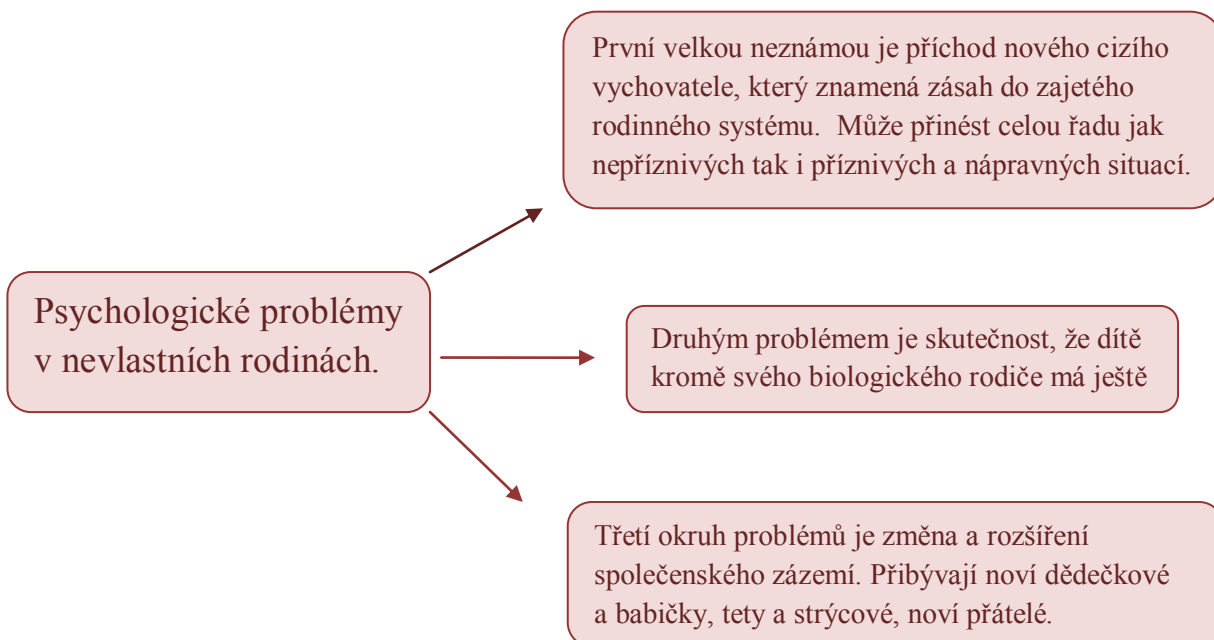 První velkou neznámou je příchod nového cizího
vychovatele, který znamená zásah do zajetého
rodinného systému. Může přinést celou řadu jak
nepříznivých tak i příznivých a nápravných situací.
Psychologické problémy
v nevlastních rodinách.
Druhým problémem je skutečnost, že dítě
kromě svého biologického rodiče má ještě
Třetí okruh problémů je změna a rozšíření
společenského zázemí. Přibývají noví dědečkové
a babičky, tety a strýcové, noví přátelé.